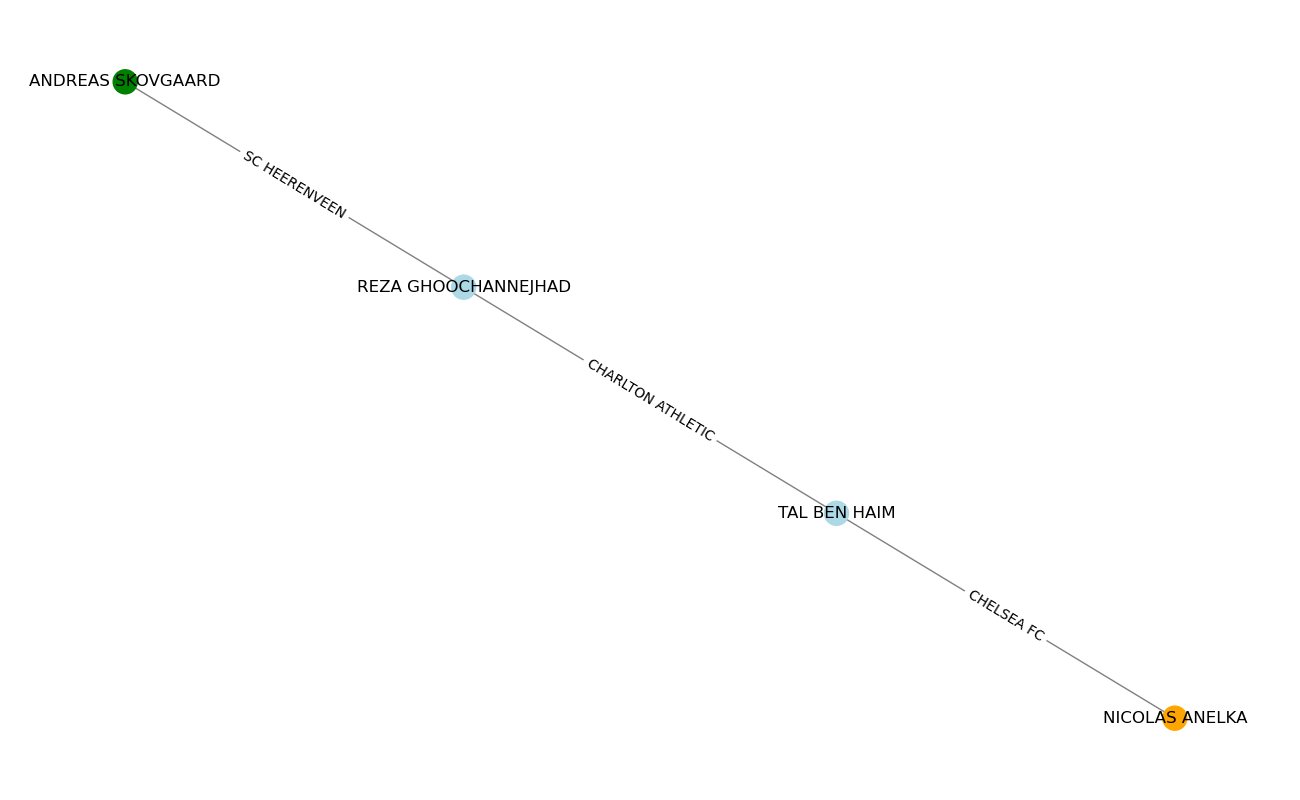 ANDREAS SKOVGAARD
SC HEERENVEEN
REZA GHOOCHANNEJHAD
CHARLTON ATHLETIC
TAL BEN HAIM
CHELSEA FC
NICOLAS ANELKA